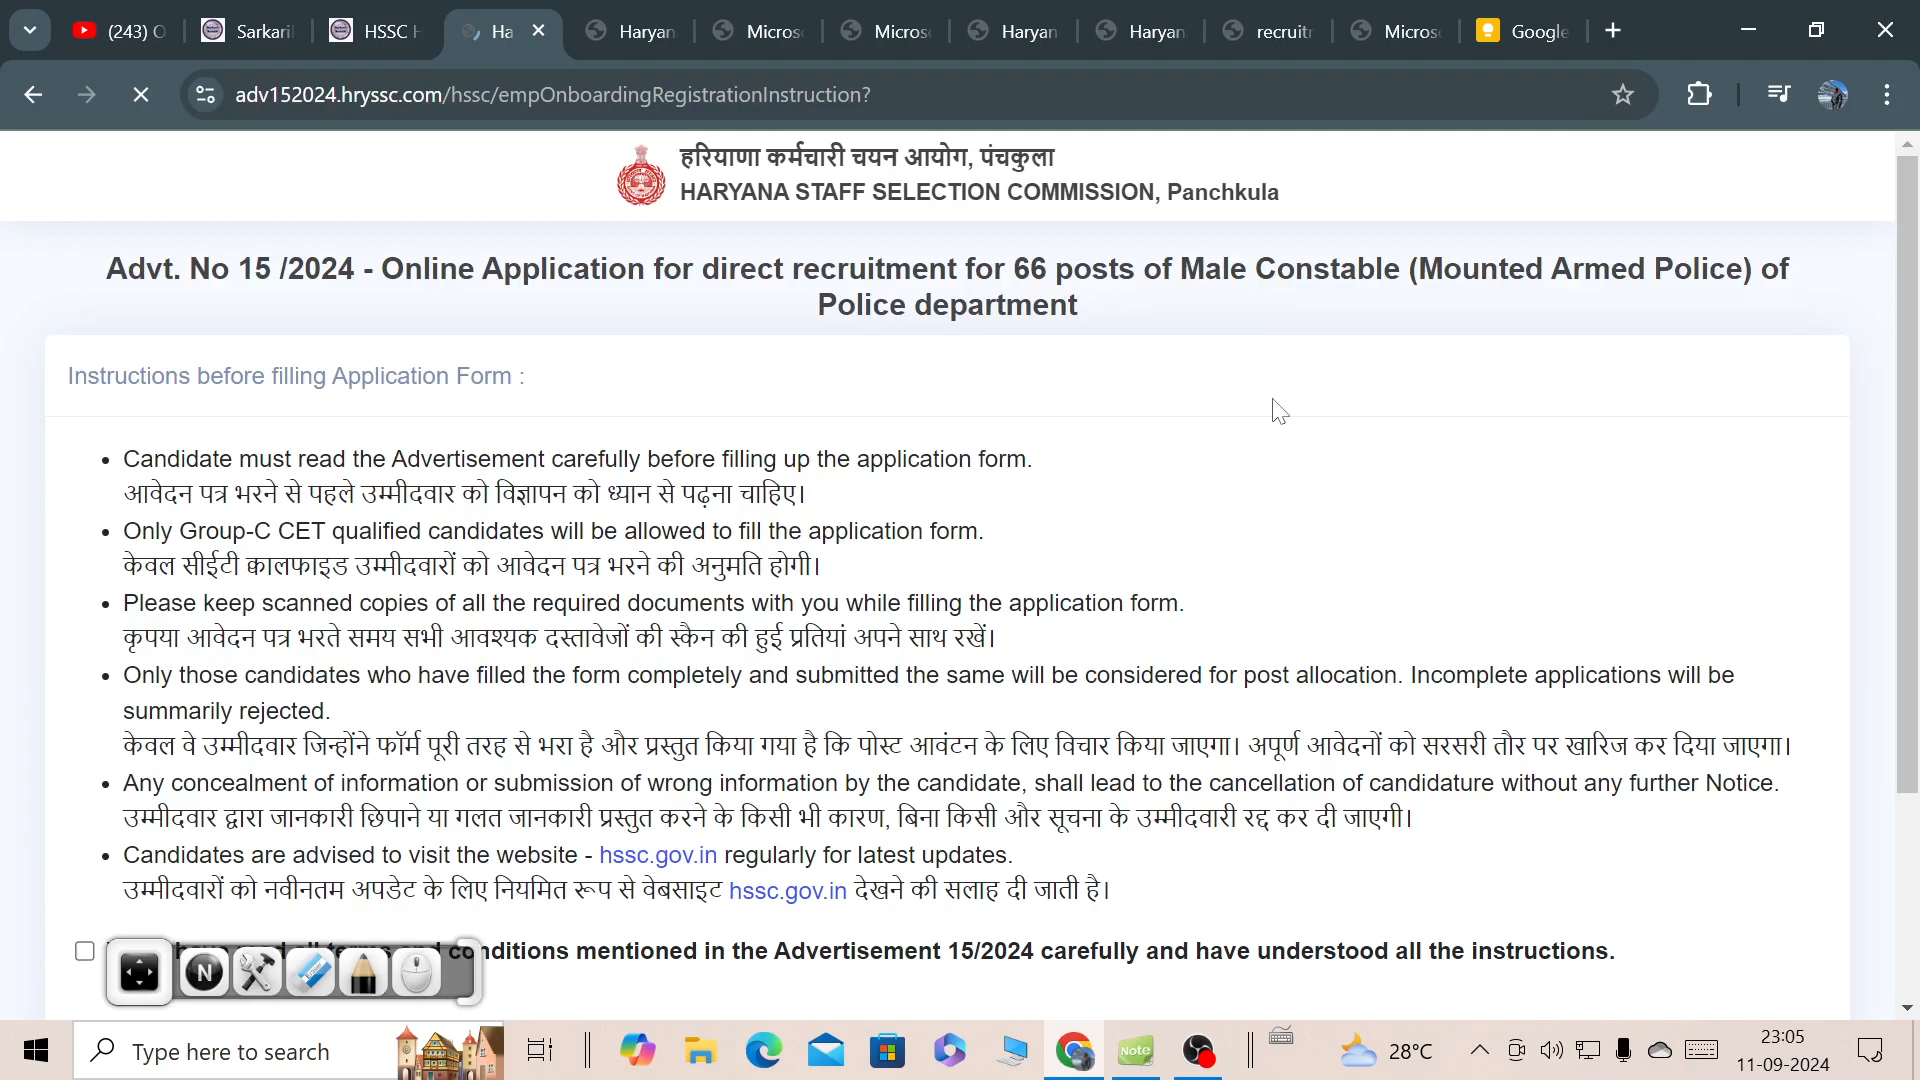 (243) O
Sarkari
HSSC H
Ha
Haryan
Micros
Micros
Haryan
Haryan
recruitr
Micros
Google
adv152024.hryssc.com/hssc/empOnboardingRegistrationInstruction?
हरियाणा कर्मचारी चयन आयोग, पंचकुला
HARYANA STAFF SELECTION COMMISSION, Panchkula
Advt. No 15 /2024 - Online Application for direct recruitment for 66 posts of Male Constable (Mounted Armed Police) of
Police department
Instructions before filling Application Form :
Candidate must read the Advertisement carefully before filling up the application form.
आवेदन पत्र भरने से पहले उम्मीदवार को विज्ञापन को ध्यान से पढ़ना चाहिए।
Only Group-C CET qualified candidates will be allowed to fill the application form.
केवल सीईटी क्वालफाइड उम्मीदवारों को आवेदन पत्र भरने की अनुमति होगी।
Please keep scanned copies of all the required documents with you while filling the application form.
कृपया आवेदन पत्र भरते समय सभी आवश्यक दस्तावेजों की स्कैन की हुई प्रतियां अपने साथ रखें।
Only those candidates who have filled the form completely and submitted the same will be considered for post allocation. Incomplete applications will be
summarily rejected.
केवल वे उम्मीदवार जिन्होंने फॉर्म पूरी तरह से भरा है और प्रस्तुत किया गया है कि पोस्ट आवंटन के लिए विचार किया जाएगा। अपूर्ण आवेदनों को सरसरी तौर पर खारिज कर दिया जाएगा।
Any concealment of information or submission of wrong information by the candidate, shall lead to the cancellation of candidature without any further Notice.
उम्मीदवार द्वारा जानकारी छिपाने या गलत जानकारी प्रस्तुत करने के किसी भी कारण, बिना किसी और सूचना के उम्मीदवारी रद्द कर दी जाएगी।
Candidates are advised to visit the website - hssc.gov.in regularly for latest updates.
उम्मीदवारों को नवीनतम अपडेट के लिए नियमित रूप से वेबसाइट hssc.gov.in देखने की सलाह दी जाती है।
conditions mentioned in the Advertisement 15/2024 carefully and have understood all the instructions.
N
Type here to search
Note
28°C
23:05
11-09-2024